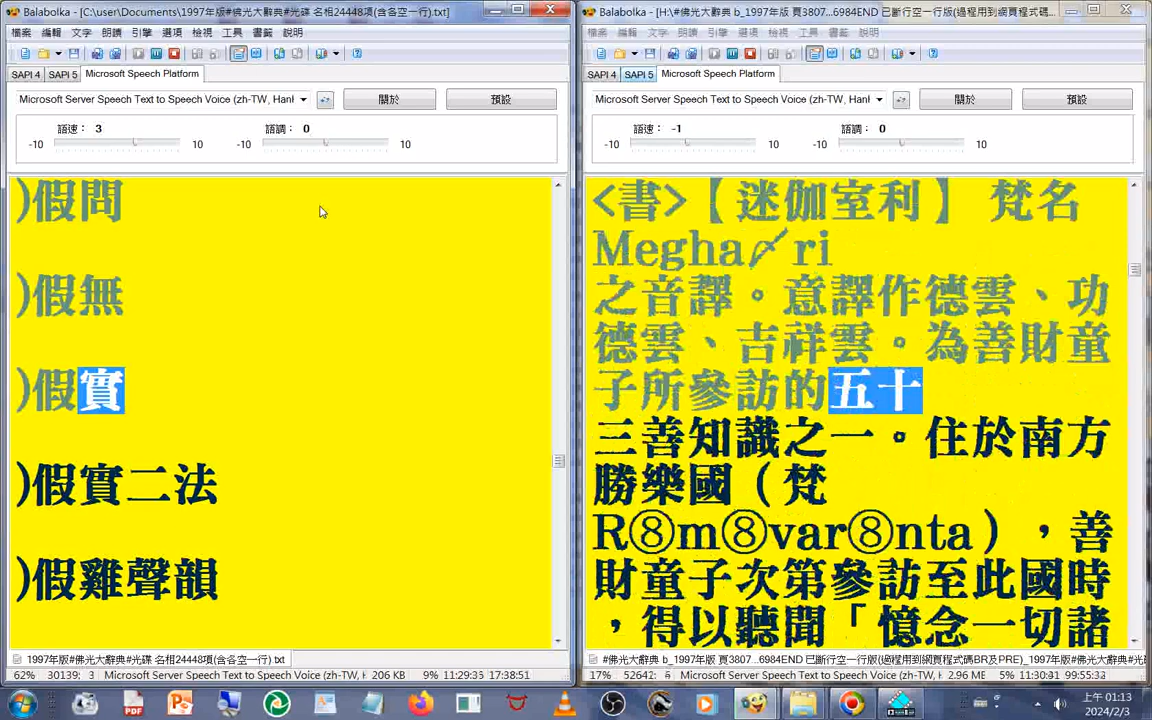 Balabolka - [C:\user\Documents\1997年版#佛光大辭典#光碟 名相24448項(含各空一行).txt]
檔案 編輯 文字 朗讀 引擎 選項 檢視 工具 書籤 說明
SAPI 4 SAPI 5 Microsoft Speech Platform
Microsoft Server Speech Text to Speech Voice (zh-TW, Hanl 關於 預設
語速： 3 語調： 0
-10 10 -10 10
)假問
)假無
)假實
)假實二法
)假雞聲韻
1997年版#佛光大辭典#光碟 名相24448項(含各空一行).txt
62% 30139: 3 Microsoft Server Speech Text to Speech Voice (zh-TW, H 206 KB 9% 11:29:35 17:38:51
Balabolka - [H:\#佛光大辭典 b_1997年版 頁3807...6984END 已斷行空一行版(過程用到網頁程式碼
檔案 編輯 文字 朗讀 引擎 選項 檢視 工具 書籤 說明
SAPI 4 SAPI 5 Microsoft Speech Platform
Microsoft Server Speech Text to Speech Voice (zh-TW, Hanl 關於 預設
語速： -1 語調： 0
-10 10 -10 10
<書>【迷伽室利】 梵名
Megha〆ri
之音譯。意譯作德雲、功
德雲、吉祥雲。為善財童
子所參訪的五十
三善知識之一。住於南方
勝樂國（梵
R⑧m⑧var⑧nta），善
財童子次第參訪至此國時
，得以聽聞「憶念一切諸
#佛光大辭典 b_1997年版 頁3807...6984END 已斷行空一行版(過程用到網頁程式碼BR及PRE)_1997年版#佛光
17% 52642: Microsoft Server Speech Text to Speech Voice (zh-TW, H 2.96 ME 5% 11:30:31 99:55:32
上午 01:13
2024/2/3